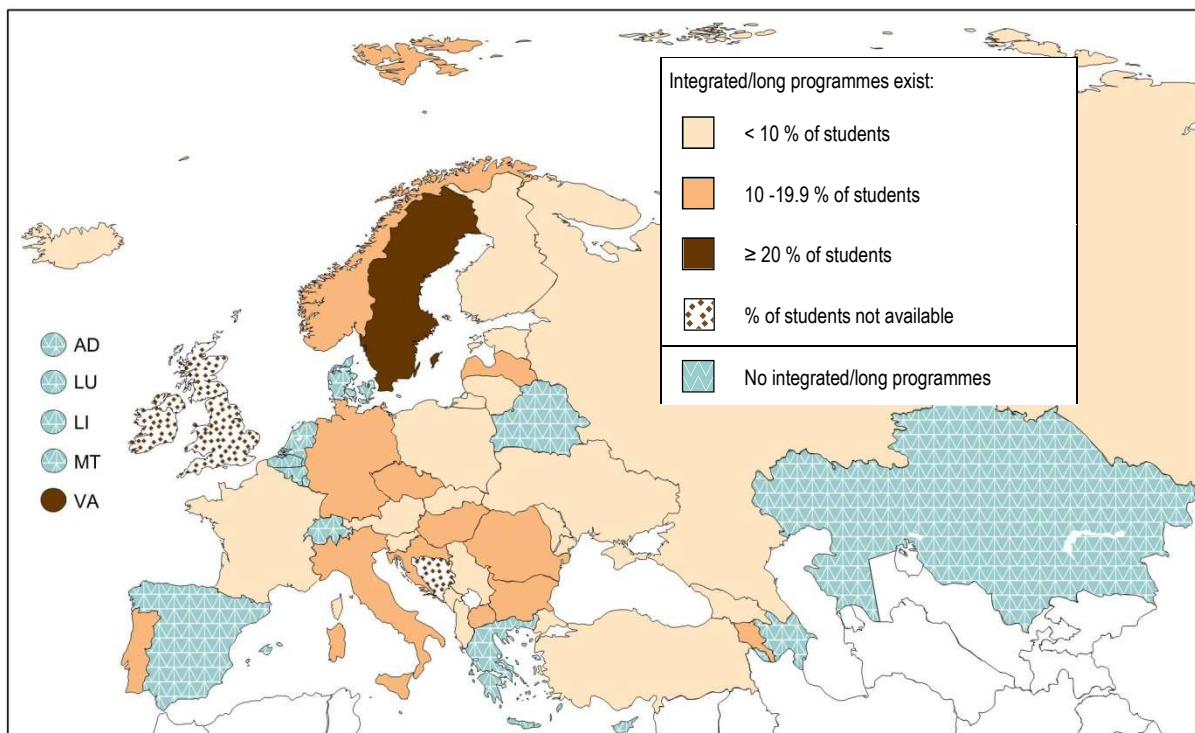 Integrated/long programmes exist:
< 10 % of students
10 -19.9 % of students
≥ 20 % of students
% of students not available
No integrated/long programmes
AD
LU
LI
MT
VA